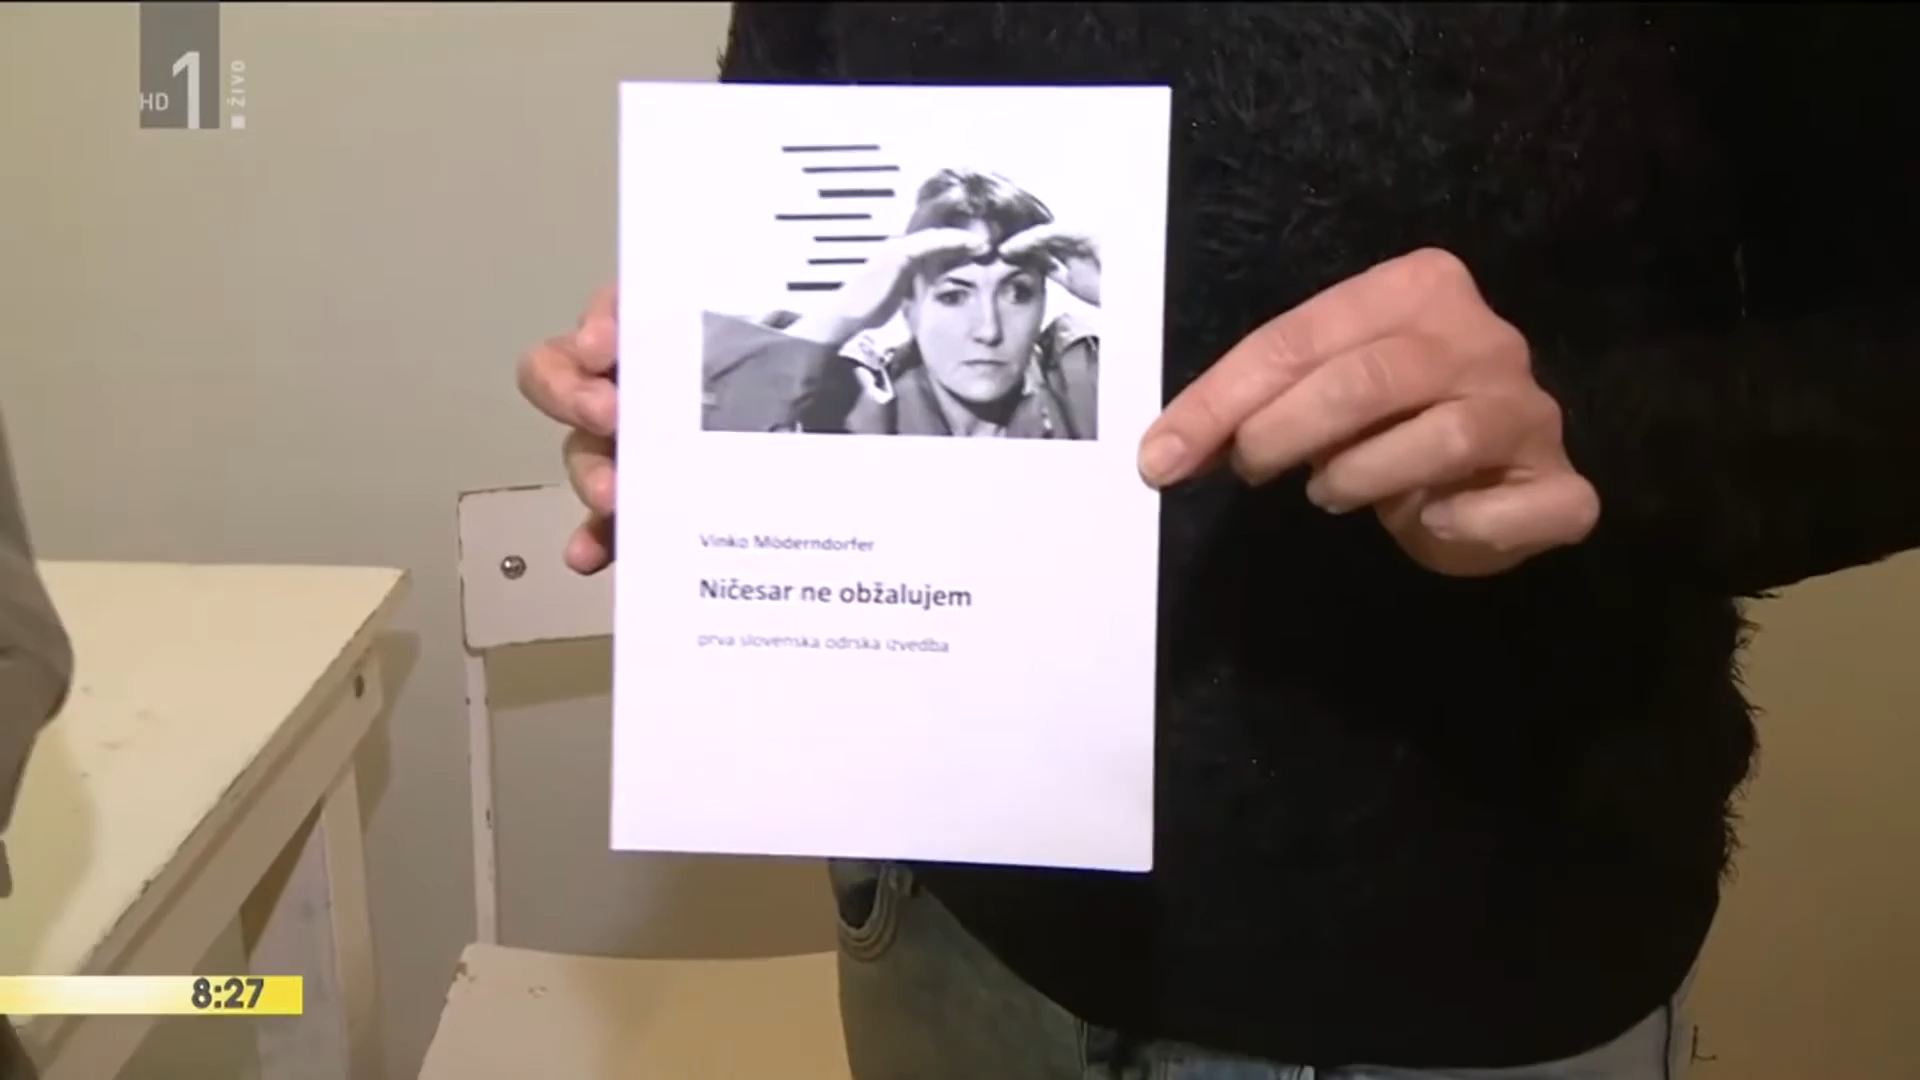 HD 1 ŽIVO
Vinko Möderndorfer
Ničesar ne obžalujem
prva slovenska odrska izvedba
8:27